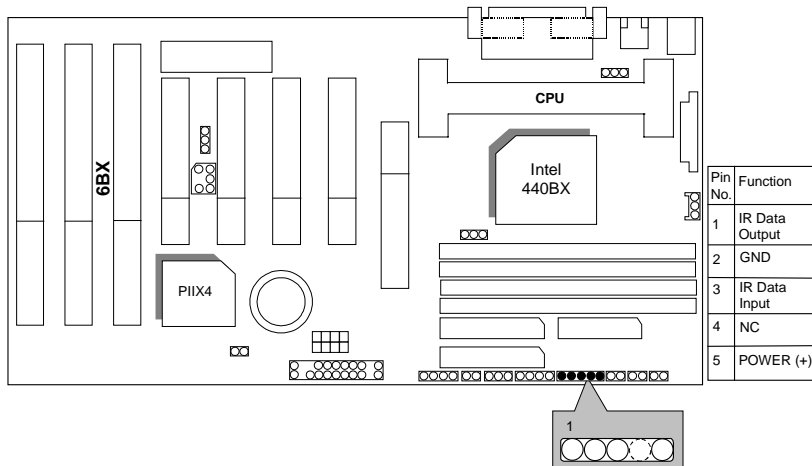 CPU
6BX
Intel
440BX
PIIX4
Pin
No.
Function
1
IR Data
Output
2
GND
3
IR Data
Input
4
NC
5
POWER (+)
1